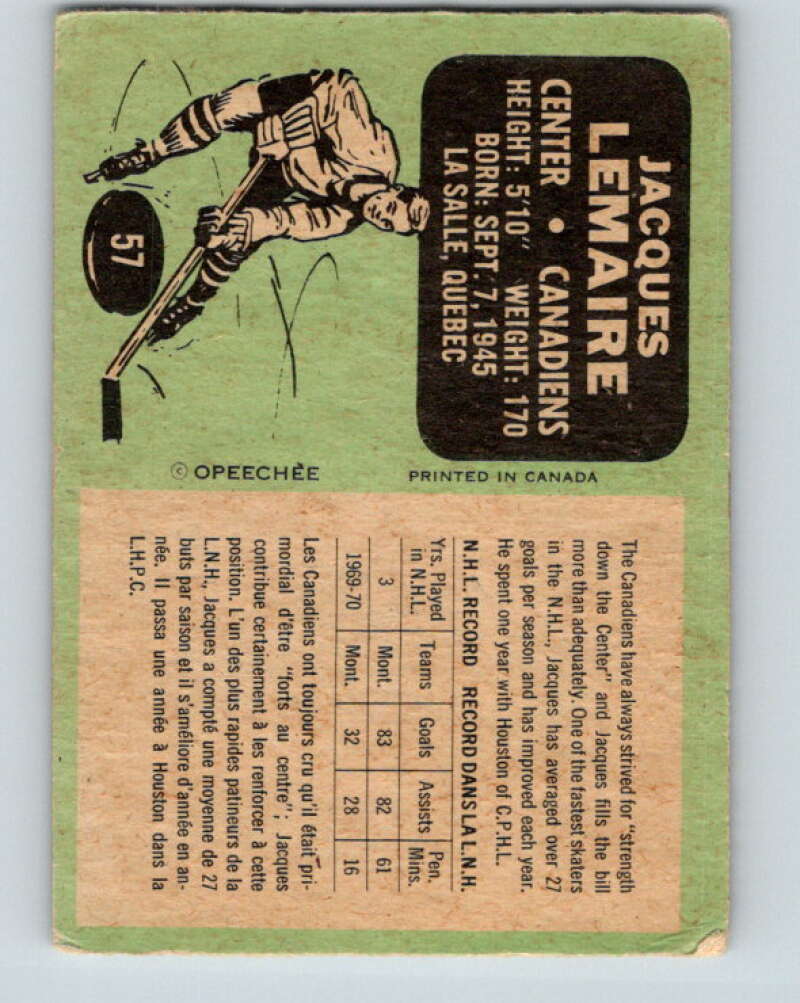 JACQUES
LEMAIRE
CENTER • CANADIENS
HEIGHT: 5'10" WEIGHT: 170
BORN: SEPT. 7, 1945
LA SALLE, QUEBEC
57
© OPEECHEE
PRINTED IN CANADA
The Canadiens have always strived for "strength
down the Center" and Jacques fills the bill
more than adequately. One of the fastest skaters
in the N.H.L., Jacques has averaged over 27
goals per season and has improved each year.
He spent one year with Houston of C.P.H.L.
N.H.L. RECORD RECORD DANS LA L.N.H.
Yrs. Played in N.H.L. Teams Goals Assists Pen. Mins.
3 Mont. 83 82 61
1969-70 Mont. 32 28 16
Les Canadiens ont toujours cru qu'il était pri-
mordial d'être "forts au centre"; Jacques
contribue certainement à les renforcer à cette
position. L'un des plus rapides patineurs de la
L.N.H., Jacques a compté une moyenne de 27
buts par saison et il s'améliore d'année en an-
née. Il passa une année à Houston dans la
L.H.P.C.